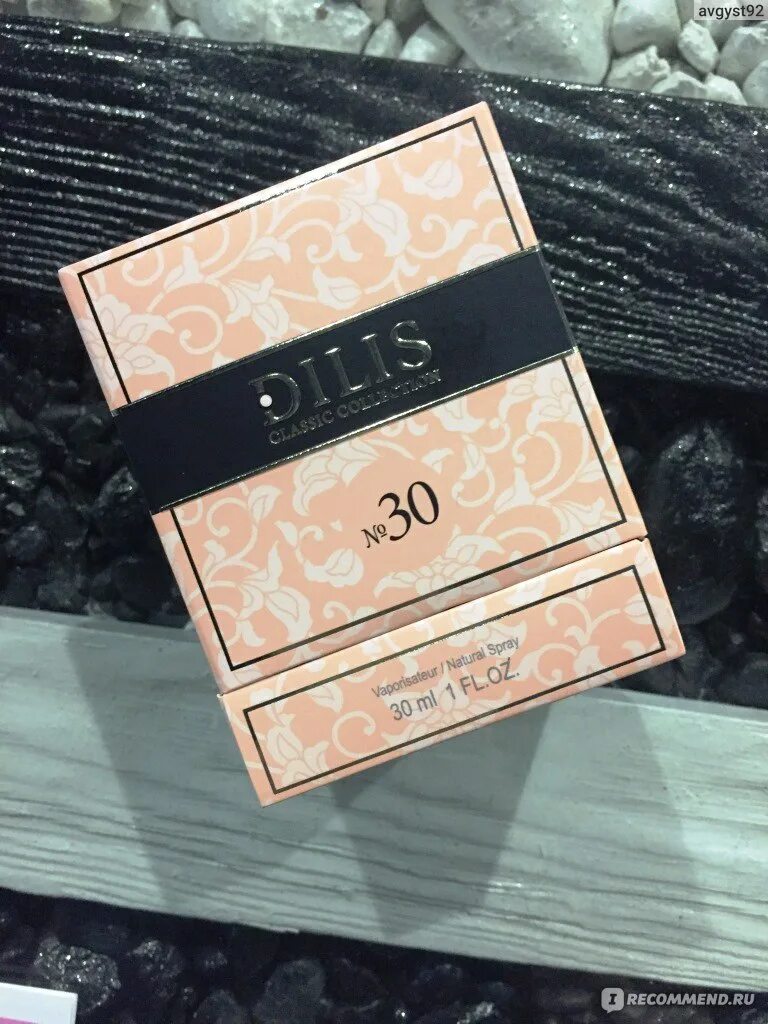 avgyst92
DILIS
CLASSIC COLLECTION
№30
Vaporisateur / Natural Spray
30 ml 1 FL.OZ.
I RECOMMEND.RU